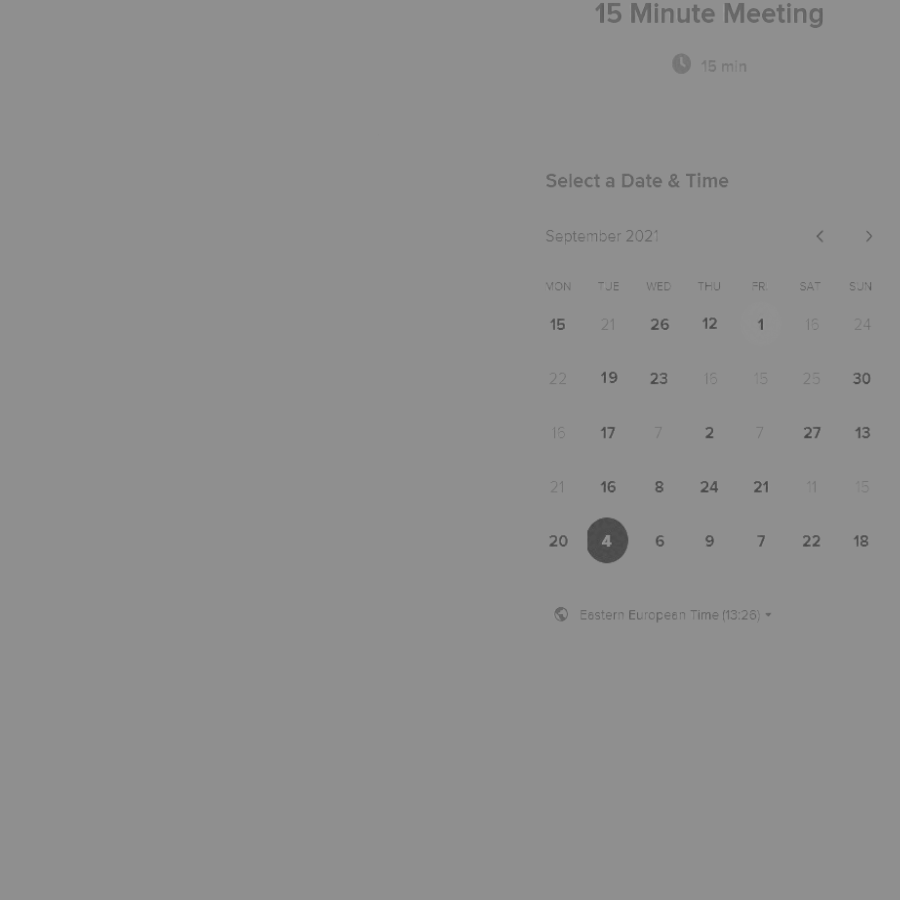 15 Minute Meeting
15 min
Select a Date & Time
September 2021
MON TUE WED THU FRI SAT SUN
15 21 26 12 1 15 24
22 19 23 15 15 25 30
15 17 7 2 7 27 13
21 16 8 24 21 11 15
20 4 6 9 7 22 18
Eastern European Time (13:26)